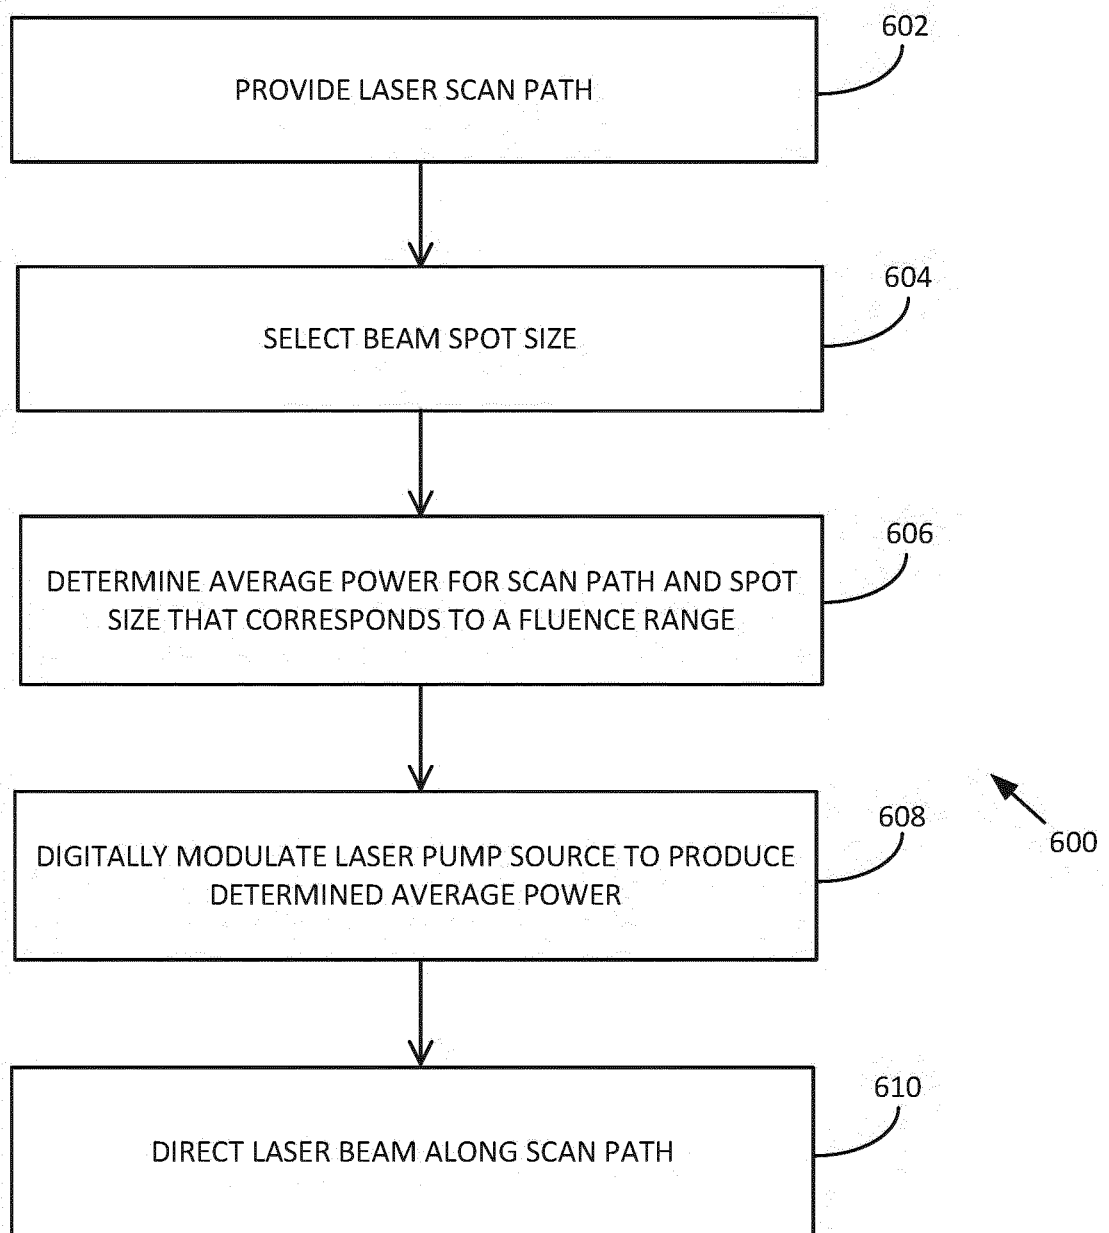 602
PROVIDE LASER SCAN PATH
604
SELECT BEAM SPOT SIZE
606
DETERMINE AVERAGE POWER FOR SCAN PATH AND SPOT
SIZE THAT CORRESPONDS TO A FLUENCE RANGE
608
DIGITALLY MODULATE LASER PUMP SOURCE TO PRODUCE
DETERMINED AVERAGE POWER
600
610
DIRECT LASER BEAM ALONG SCAN PATH